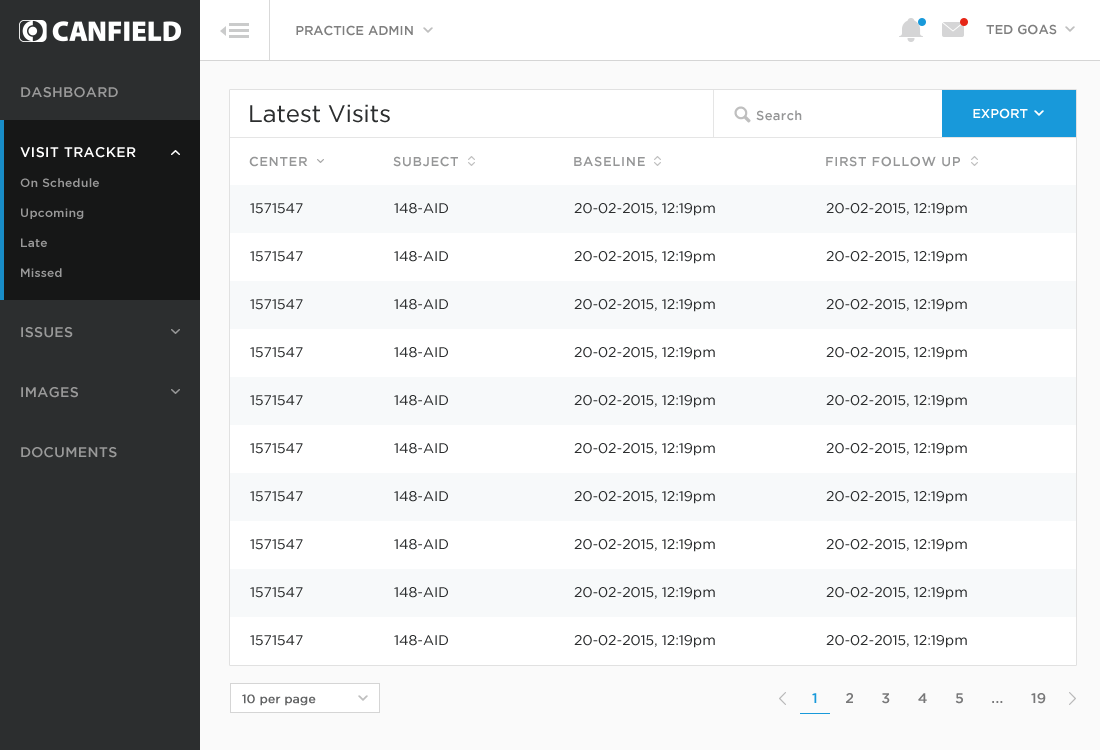 CANFIELD
PRACTICE ADMIN
TED GOAS
DASHBOARD
VISIT TRACKER
On Schedule
Upcoming
Late
Missed
ISSUES
IMAGES
DOCUMENTS
Latest Visits
Search
EXPORT
CENTER SUBJECT BASELINE FIRST FOLLOW UP
1571547 148-AID 20-02-2015, 12:19pm 20-02-2015, 12:19pm
1571547 148-AID 20-02-2015, 12:19pm 20-02-2015, 12:19pm
1571547 148-AID 20-02-2015, 12:19pm 20-02-2015, 12:19pm
1571547 148-AID 20-02-2015, 12:19pm 20-02-2015, 12:19pm
1571547 148-AID 20-02-2015, 12:19pm 20-02-2015, 12:19pm
1571547 148-AID 20-02-2015, 12:19pm 20-02-2015, 12:19pm
1571547 148-AID 20-02-2015, 12:19pm 20-02-2015, 12:19pm
1571547 148-AID 20-02-2015, 12:19pm 20-02-2015, 12:19pm
1571547 148-AID 20-02-2015, 12:19pm 20-02-2015, 12:19pm
1571547 148-AID 20-02-2015, 12:19pm 20-02-2015, 12:19pm
10 per page
1 2 3 4 5 ... 19